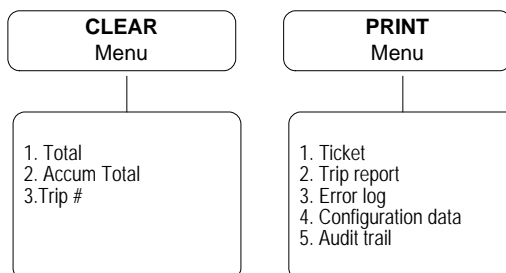 CLEAR
Menu
1. Total
2. Accum Total
3.Trip #
PRINT
Menu
1. Ticket
2. Trip report
3. Error log
4. Configuration data
5. Audit trail